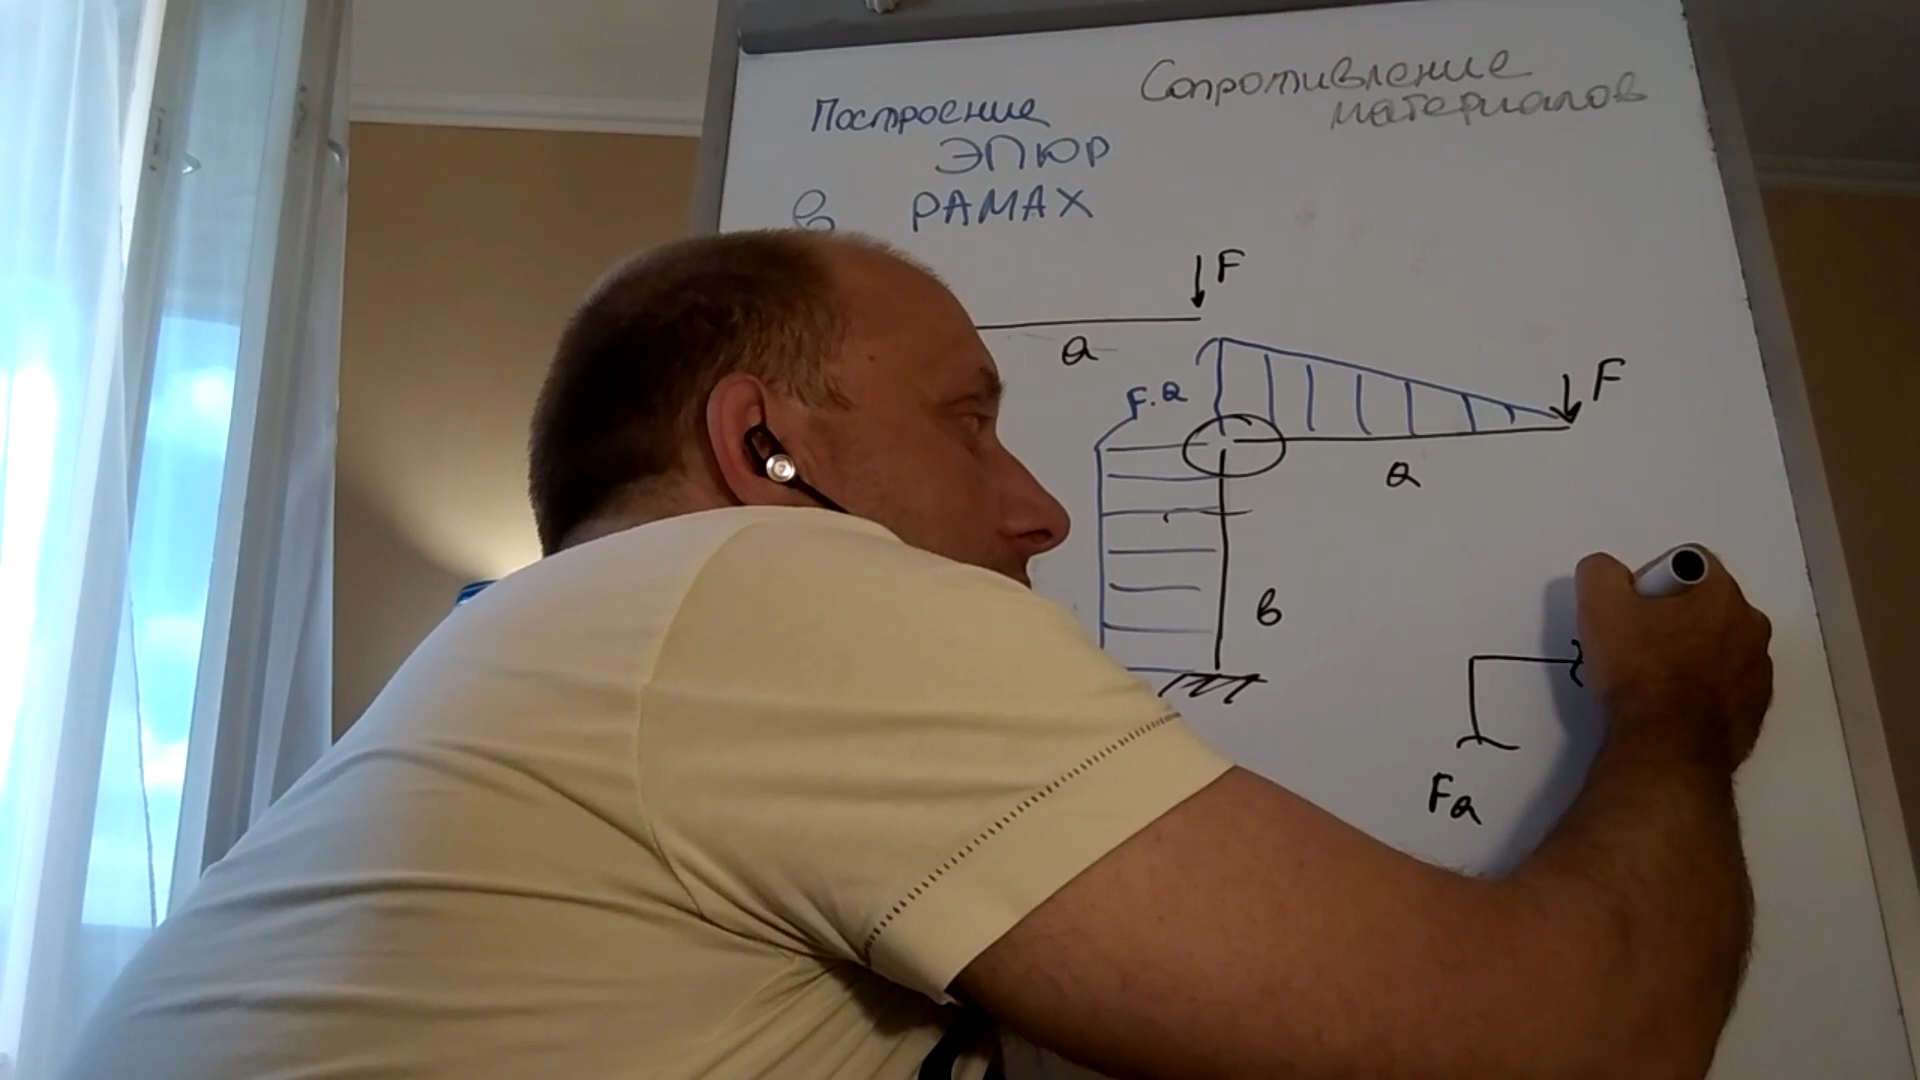 Построение
ЭПЮР
в РАМАХ
Сопротивление
материалов
F
a
F
F·a
a
в
Fa